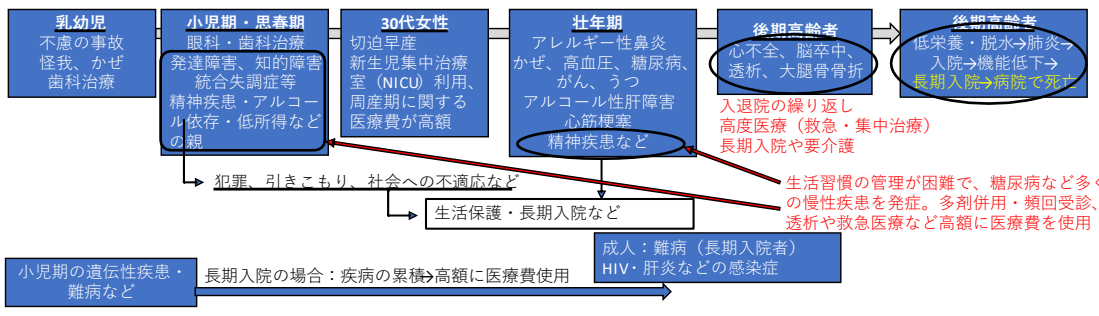 乳幼児
不慮の事故
怪我、かぜ
歯科治療
小児期・思春期
眼科・歯科治療
発達障害、知的障害
統合失調症等
精神疾患・アルコー
ル依存・低所得などの
の親
30代女性
切迫早産
新生児集中治療
室（NICU）利用、
周産期に関する
医療費が高額
壮年期
アレルギー性鼻炎
かぜ、高血圧、糖尿病、
がん、うつ
アルコール性肝障害
心筋梗塞
精神疾患など
後期高齢者
心不全、脳卒中、
透析、大腿骨骨折
入退院の繰り返し
高度医療（救急・集中治療）
長期入院や要介護
後期高齢者
低栄養・脱水→肺炎→
入院→機能低下→
長期入院→病院で死亡
犯罪、引きこもり、社会への不適応など
生活保護・長期入院など
生活習慣の管理が困難で、糖尿病など多く
の慢性疾患を発症。多剤併用・頻回受診、
透析や救急医療など高額に医療費を使用
小児期の遺伝性疾患・
難病など
長期入院の場合：疾病の累積→高額に医療費使用
成人：難病（長期入院者）
HIV・肝炎などの感染症